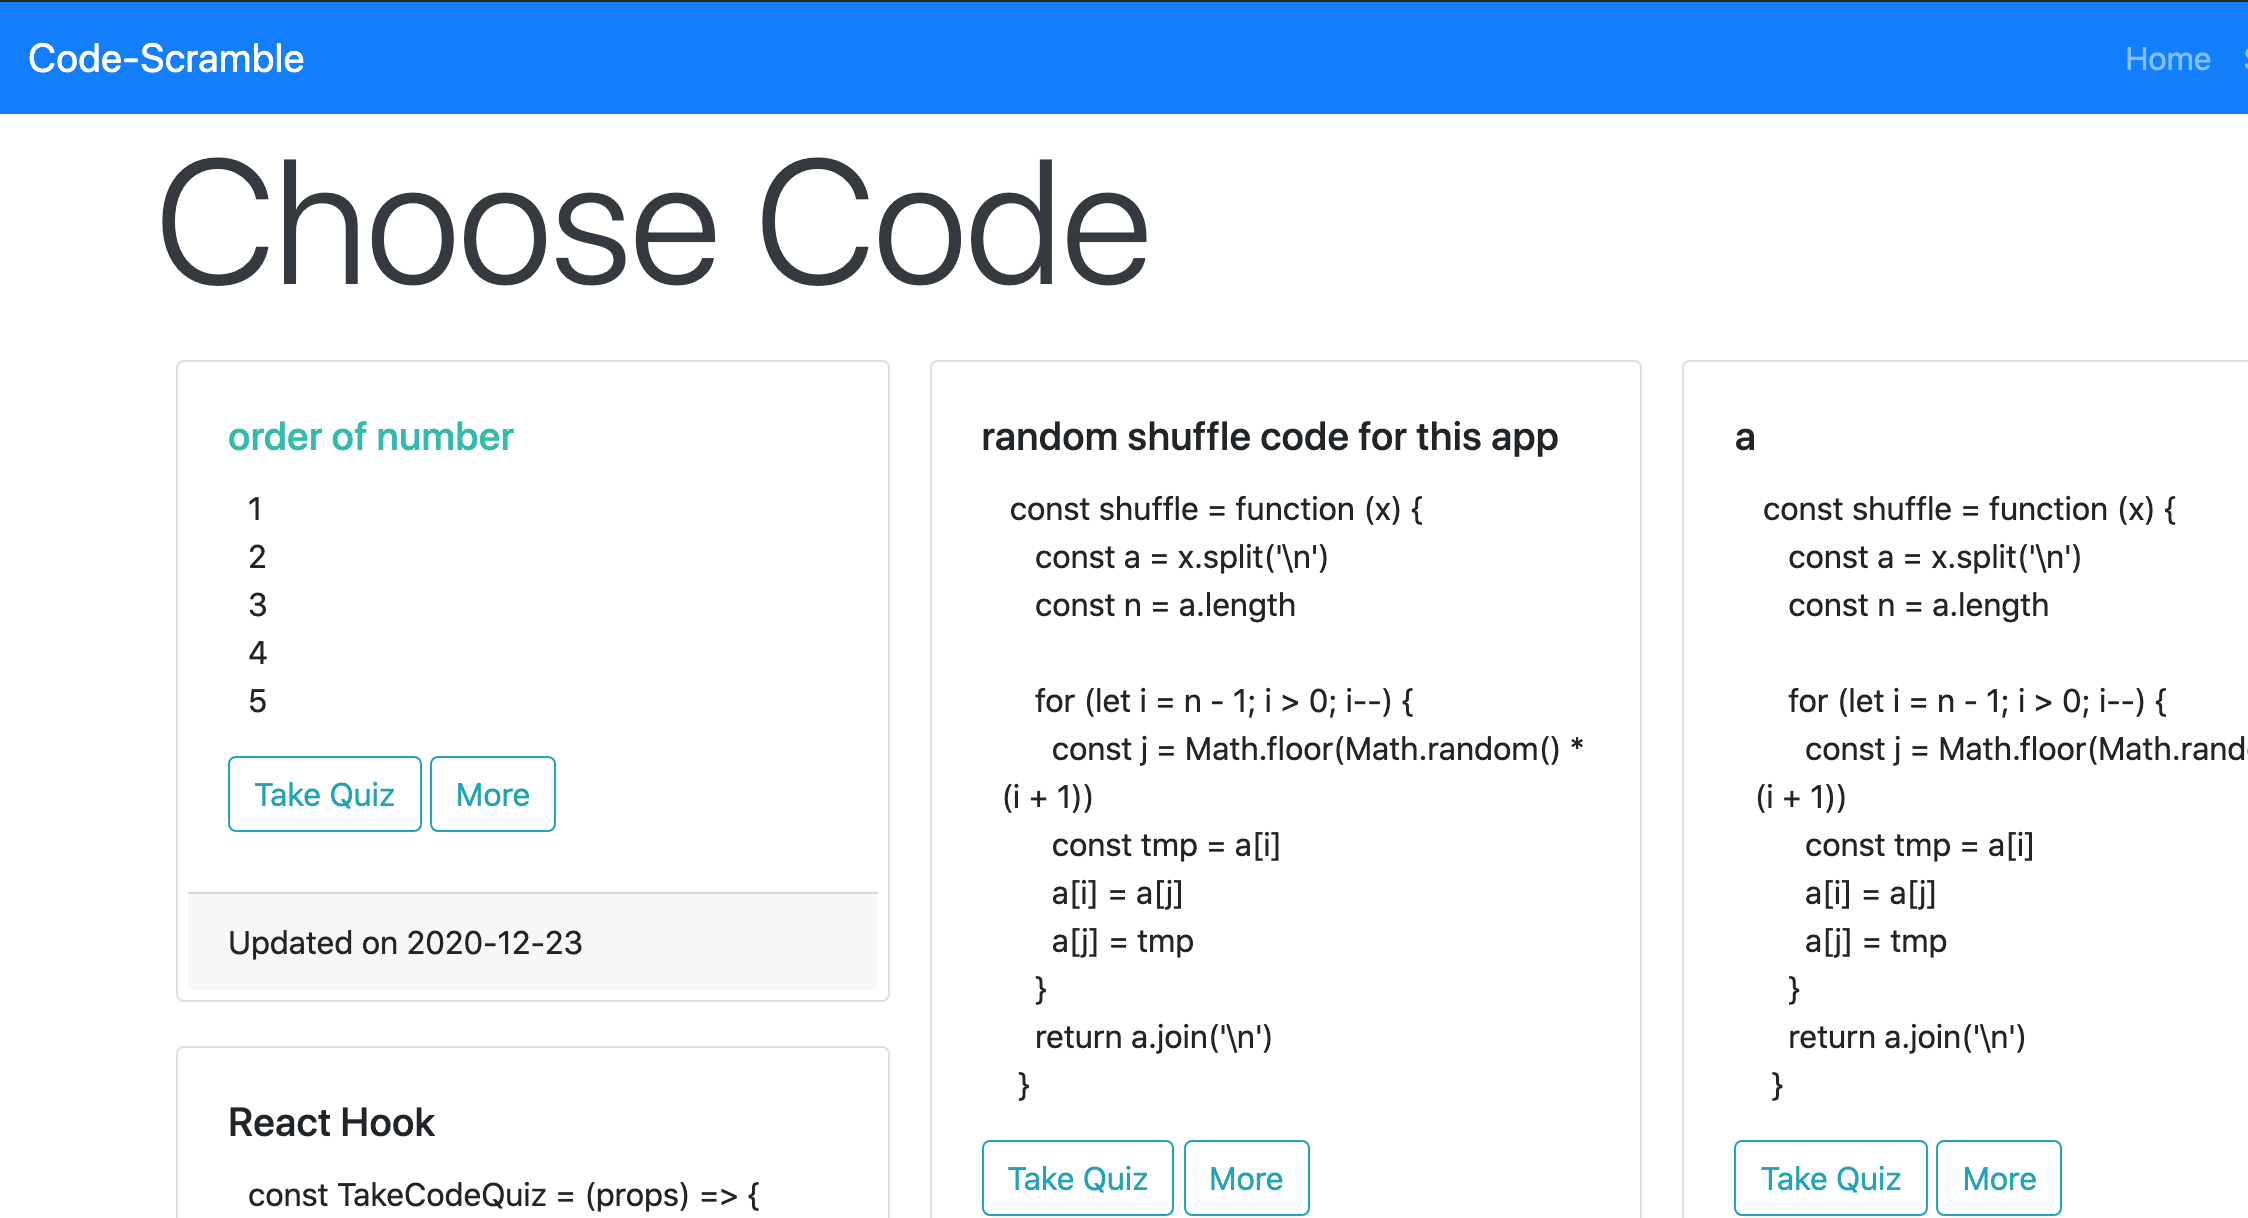 Code-Scramble
Home
Choose Code
order of number
1
2
3
4
5
Take Quiz More
Updated on 2020-12-23
React Hook
const TakeCodeQuiz = (props) => {
random shuffle code for this app
const shuffle = function (x) {
const a = x.split('\n')
const n = a.length
for (let i = n - 1; i > 0; i--) {
const j = Math.floor(Math.random() *
(i + 1))
const tmp = a[i]
a[i] = a[j]
a[j] = tmp
}
return a.join('\n')
}
Take Quiz More
a
const shuffle = function (x) {
const a = x.split('\n')
const n = a.length
for (let i = n - 1; i > 0; i--) {
const j = Math.floor(Math.rand
(i + 1))
const tmp = a[i]
a[i] = a[j]
a[j] = tmp
}
return a.join('\n')
}
Take Quiz More